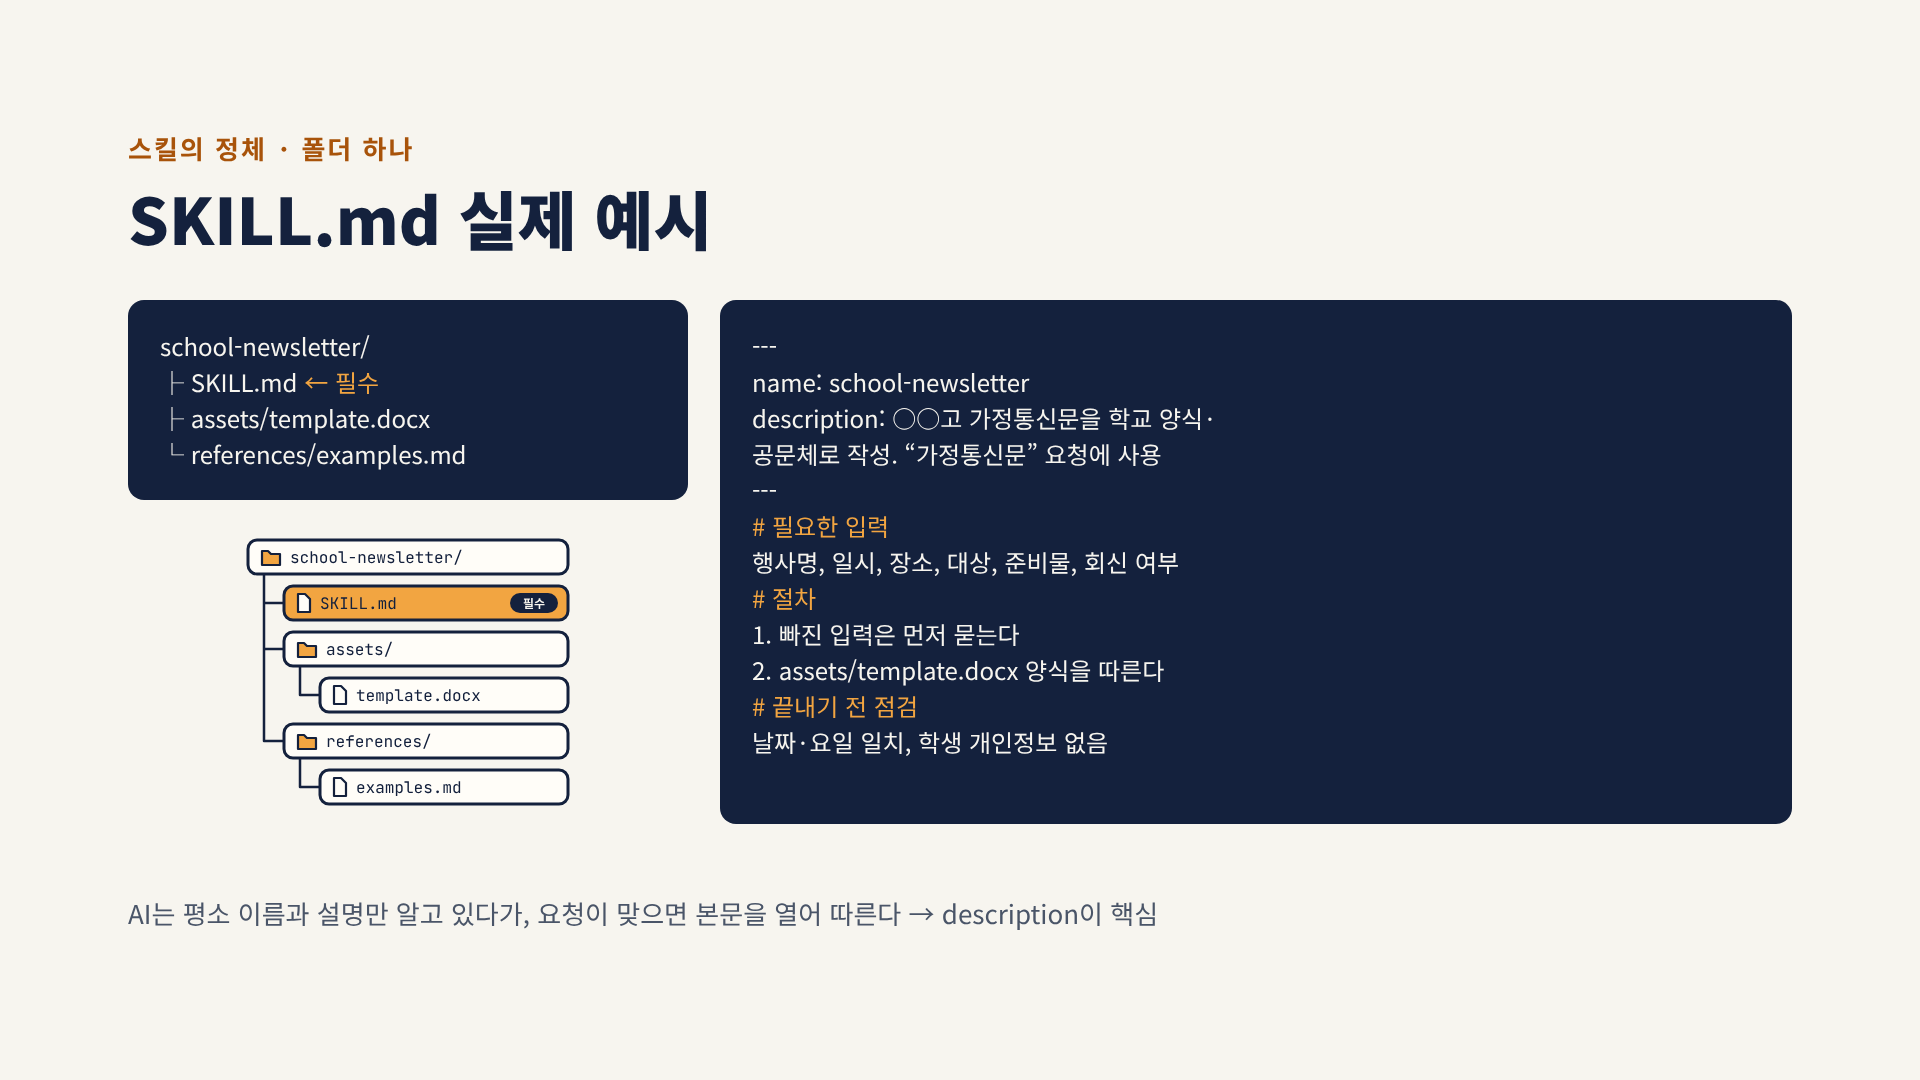 스킬의 정체 · 폴더 하나
SKILL.md 실제 예시
school-newsletter/
├ SKILL.md ← 필수
├ assets/template.docx
└ references/examples.md
school-newsletter/
SKILL.md 필수
assets/
template.docx
references/
examples.md
---
name: school-newsletter
description: ○○고 가정통신문을 학교 양식·
공문체로 작성. “가정통신문” 요청에 사용
---
# 필요한 입력
행사명, 일시, 장소, 대상, 준비물, 회신 여부
# 절차
1. 빠진 입력은 먼저 묻는다
2. assets/template.docx 양식을 따른다
# 끝내기 전 점검
날짜·요일 일치, 학생 개인정보 없음
AI는 평소 이름과 설명만 알고 있다가, 요청이 맞으면 본문을 열어 따른다 → description이 핵심